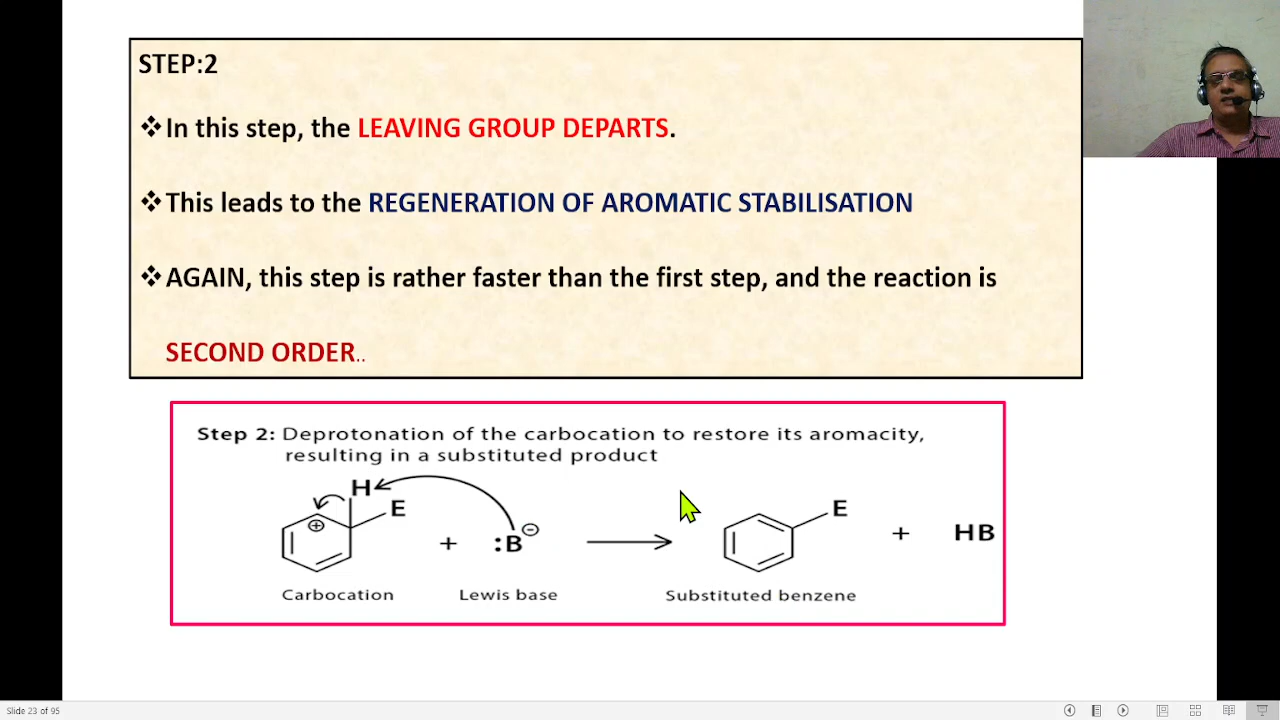 STEP:2
❖In this step, the LEAVING GROUP DEPARTS.
❖This leads to the REGENERATION OF AROMATIC STABILISATION
❖AGAIN, this step is rather faster than the first step, and the reaction is
SECOND ORDER..
Step 2: Deprotonation of the carbocation to restore its aromacity,
resulting in a substituted product
H
E
⊕
+
:B⊖
E
+
HB
Carbocation
Lewis base
Substituted benzene
Slide 23 of 95